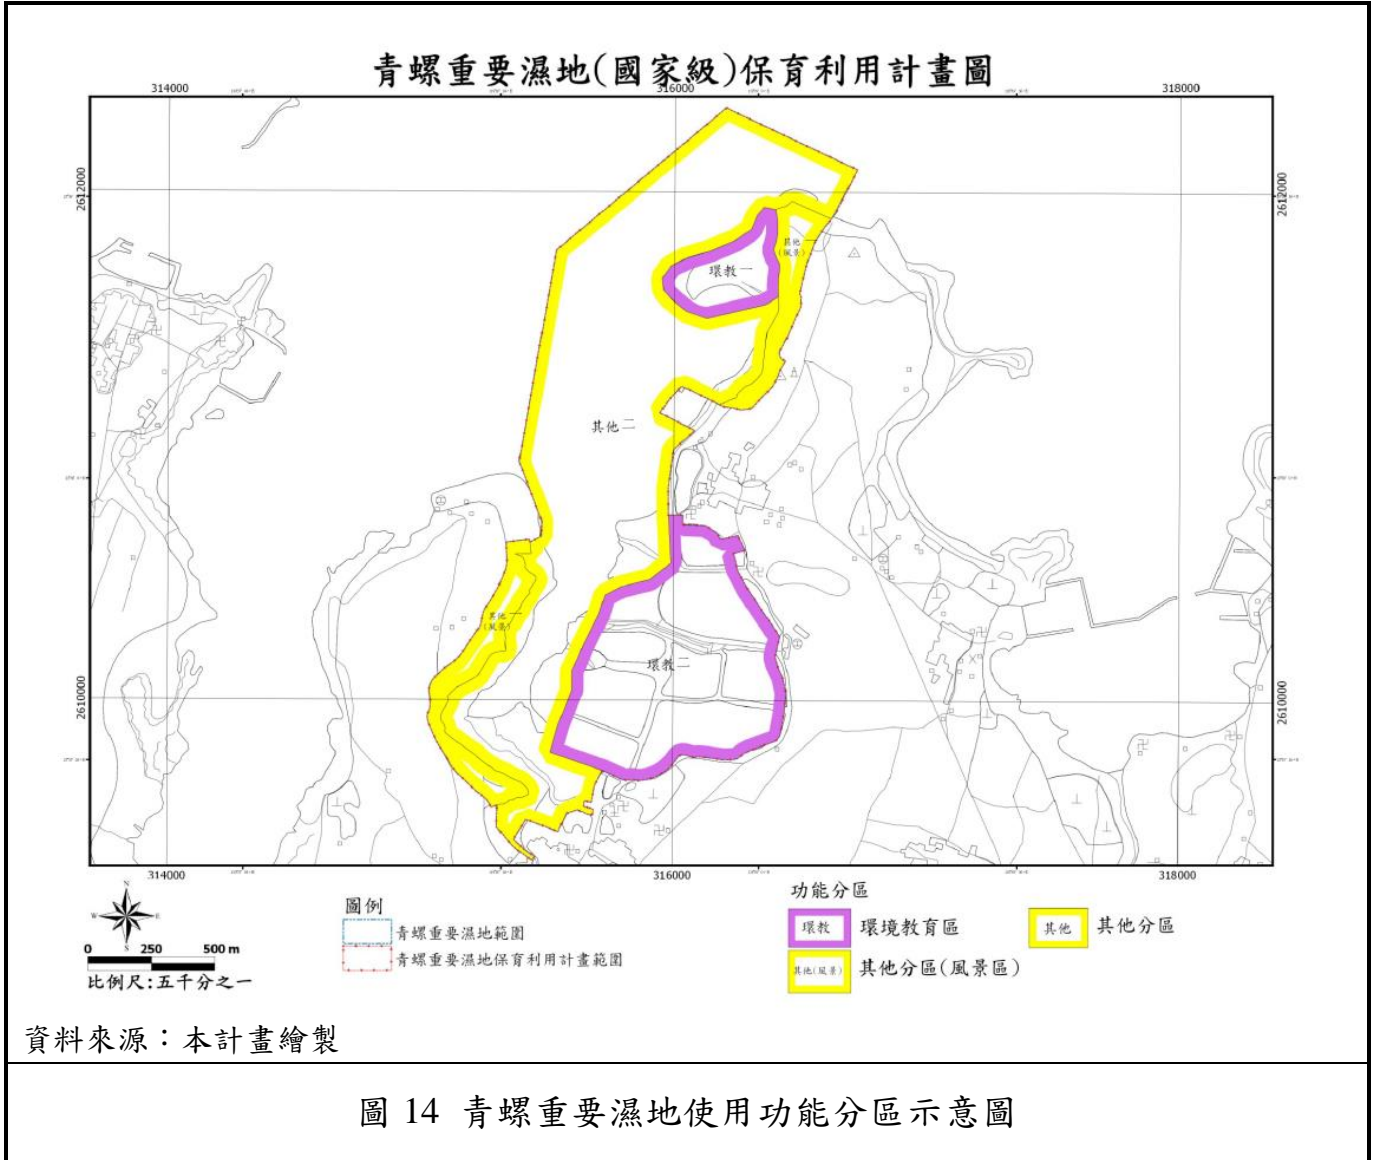 青螺重要濕地(國家級)保育利用計畫圖
314000
316000
318000
2612000
2612000
其他一
(風景)
環教一
其他二
其他一
(風景)
環教二
2610000
2610000
314000
316000
318000
N
W
E
S
0 250 500 m
比例尺:五千分之一
圖例
青螺重要濕地範圍
青螺重要濕地保育利用計畫範圍
功能分區
環教 環境教育區
其他 其他分區
其他(風景) 其他分區(風景區)
資料來源：本計畫繪製
圖 14 青螺重要濕地使用功能分區示意圖